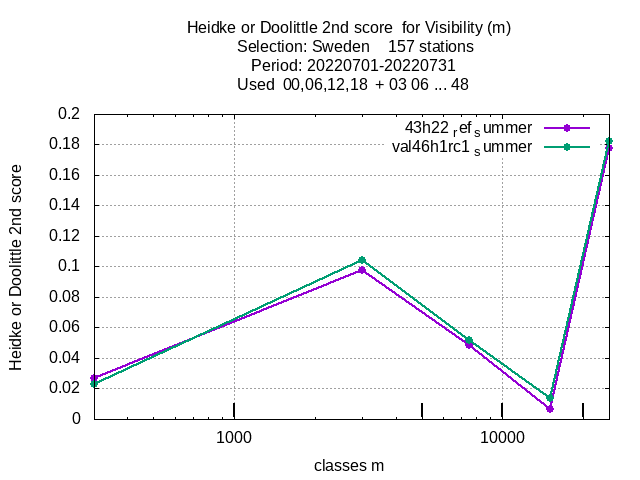 Heidke or Doolittle 2nd score for Visibility (m)
Selection: Sweden 157 stations
Period: 20220701-20220731
Used 00,06,12,18 + 03 06 ... 48
43h22 ref summer
val46h1rc1 summer
0.2
0.18
0.16
0.14
0.12
0.1
0.08
0.06
0.04
0.02
0
Heidke or Doolittle 2nd score
1000 10000
classes m